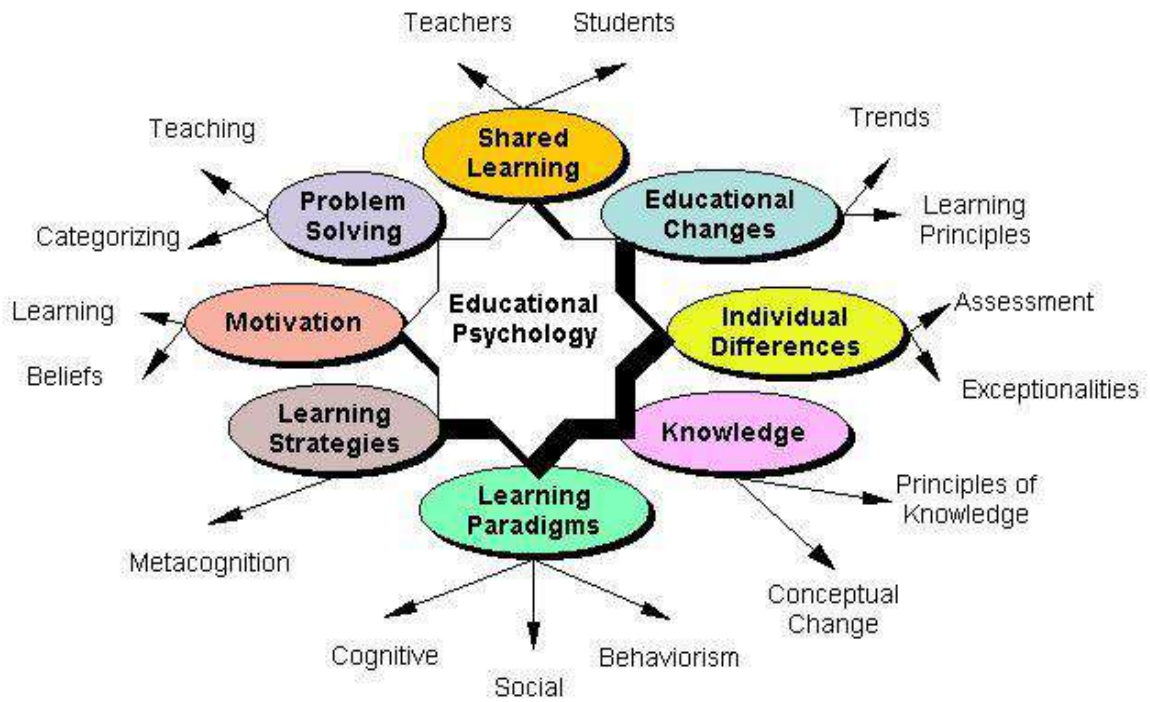 Teachers
Students
Shared
Learning
Teaching
Trends
Problem
Solving
Educational
Changes
Categorizing
Learning
Principles
Learning
Motivation
Educational
Psychology
Individual
Differences
Assessment
Beliefs
Exceptionalities
Learning
Strategies
Knowledge
Learning
Paradigms
Principles of
Knowledge
Metacognition
Conceptual
Change
Cognitive
Social
Behaviorism